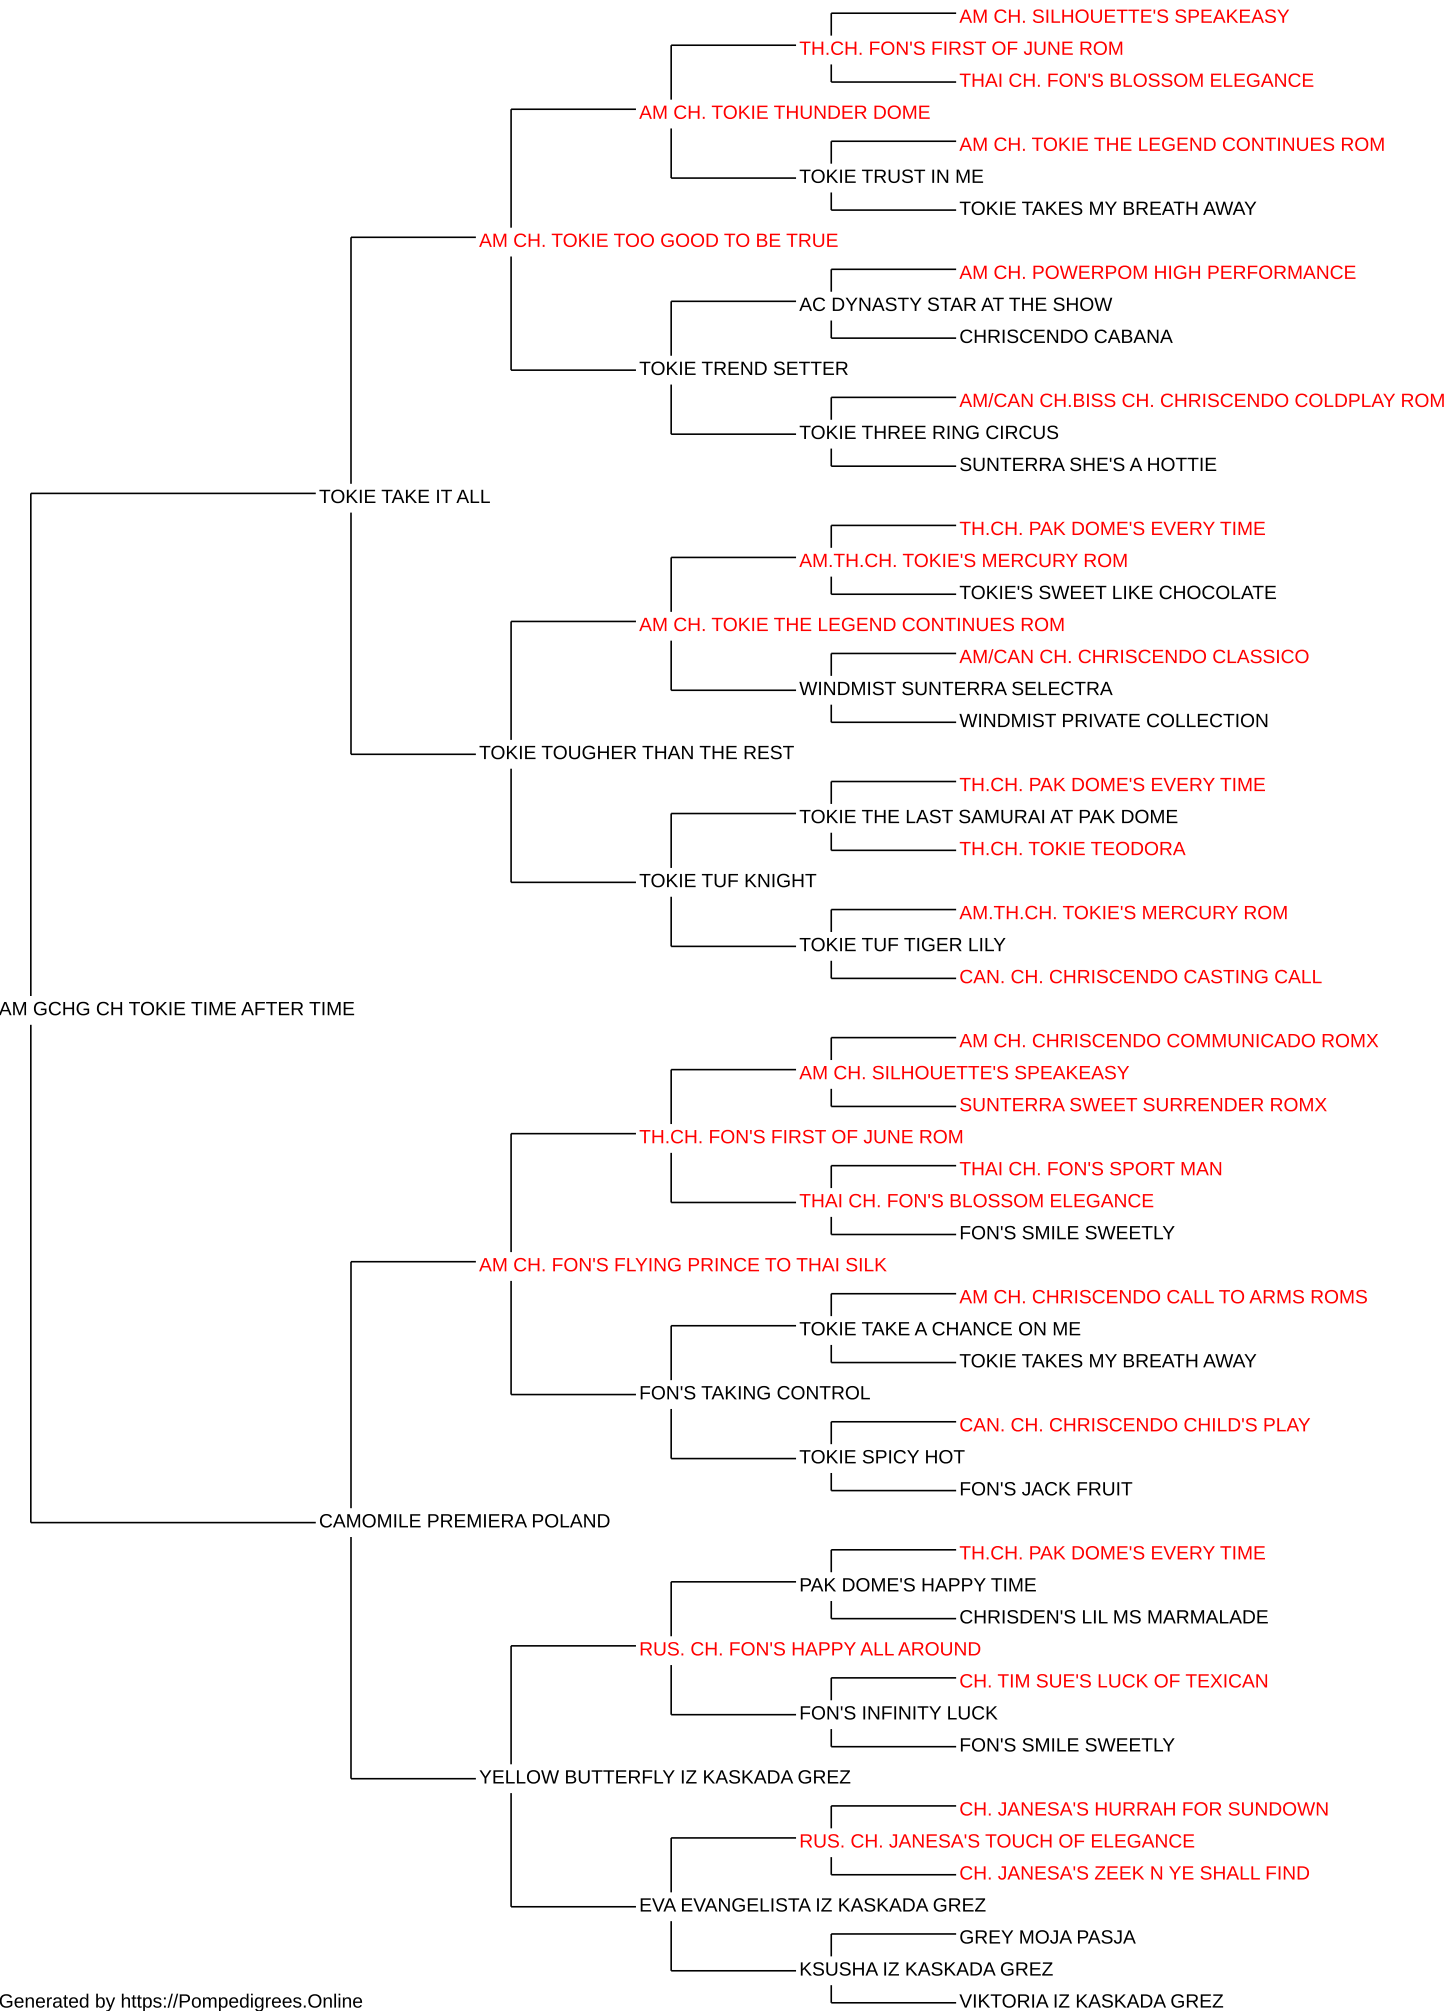 AM CH. SILHOUETTE'S SPEAKEASY
TH.CH. FON'S FIRST OF JUNE ROM
THAI CH. FON'S BLOSSOM ELEGANCE
AM CH. TOKIE THUNDER DOME
AM CH. TOKIE THE LEGEND CONTINUES ROM
TOKIE TRUST IN ME
TOKIE TAKES MY BREATH AWAY
AM CH. TOKIE TOO GOOD TO BE TRUE
AM CH. POWERPOM HIGH PERFORMANCE
AC DYNASTY STAR AT THE SHOW
CHRISCENDO CABANA
TOKIE TREND SETTER
AM/CAN CH.BISS CH. CHRISCENDO COLDPLAY ROM
TOKIE THREE RING CIRCUS
SUNTERRA SHE'S A HOTTIE
TOKIE TAKE IT ALL
TH.CH. PAK DOME'S EVERY TIME
AM.TH.CH. TOKIE'S MERCURY ROM
TOKIE'S SWEET LIKE CHOCOLATE
AM CH. TOKIE THE LEGEND CONTINUES ROM
AM/CAN CH. CHRISCENDO CLASSICO
WINDMIST SUNTERRA SELECTRA
WINDMIST PRIVATE COLLECTION
TOKIE TOUGHER THAN THE REST
TH.CH. PAK DOME'S EVERY TIME
TOKIE THE LAST SAMURAI AT PAK DOME
TH.CH. TOKIE TEODORA
TOKIE TUF KNIGHT
AM.TH.CH. TOKIE'S MERCURY ROM
TOKIE TUF TIGER LILY
CAN. CH. CHRISCENDO CASTING CALL
AM GCHG CH TOKIE TIME AFTER TIME
AM CH. CHRISCENDO COMMUNICADO ROMX
AM CH. SILHOUETTE'S SPEAKEASY
SUNTERRA SWEET SURRENDER ROMX
TH.CH. FON'S FIRST OF JUNE ROM
THAI CH. FON'S SPORT MAN
THAI CH. FON'S BLOSSOM ELEGANCE
FON'S SMILE SWEETLY
AM CH. FON'S FLYING PRINCE TO THAI SILK
AM CH. CHRISCENDO CALL TO ARMS ROMS
TOKIE TAKE A CHANCE ON ME
TOKIE TAKES MY BREATH AWAY
FON'S TAKING CONTROL
CAN. CH. CHRISCENDO CHILD'S PLAY
TOKIE SPICY HOT
FON'S JACK FRUIT
CAMOMILE PREMIERA POLAND
TH.CH. PAK DOME'S EVERY TIME
PAK DOME'S HAPPY TIME
CHRISDEN'S LIL MS MARMALADE
RUS. CH. FON'S HAPPY ALL AROUND
CH. TIM SUE'S LUCK OF TEXICAN
FON'S INFINITY LUCK
FON'S SMILE SWEETLY
YELLOW BUTTERFLY IZ KASKADA GREZ
CH. JANESA'S HURRAH FOR SUNDOWN
RUS. CH. JANESA'S TOUCH OF ELEGANCE
CH. JANESA'S ZEEK N YE SHALL FIND
EVA EVANGELISTA IZ KASKADA GREZ
GREY MOJA PASJA
KSUSHA IZ KASKADA GREZ
VIKTORIA IZ KASKADA GREZ
Generated by https://Pompedigrees.Online